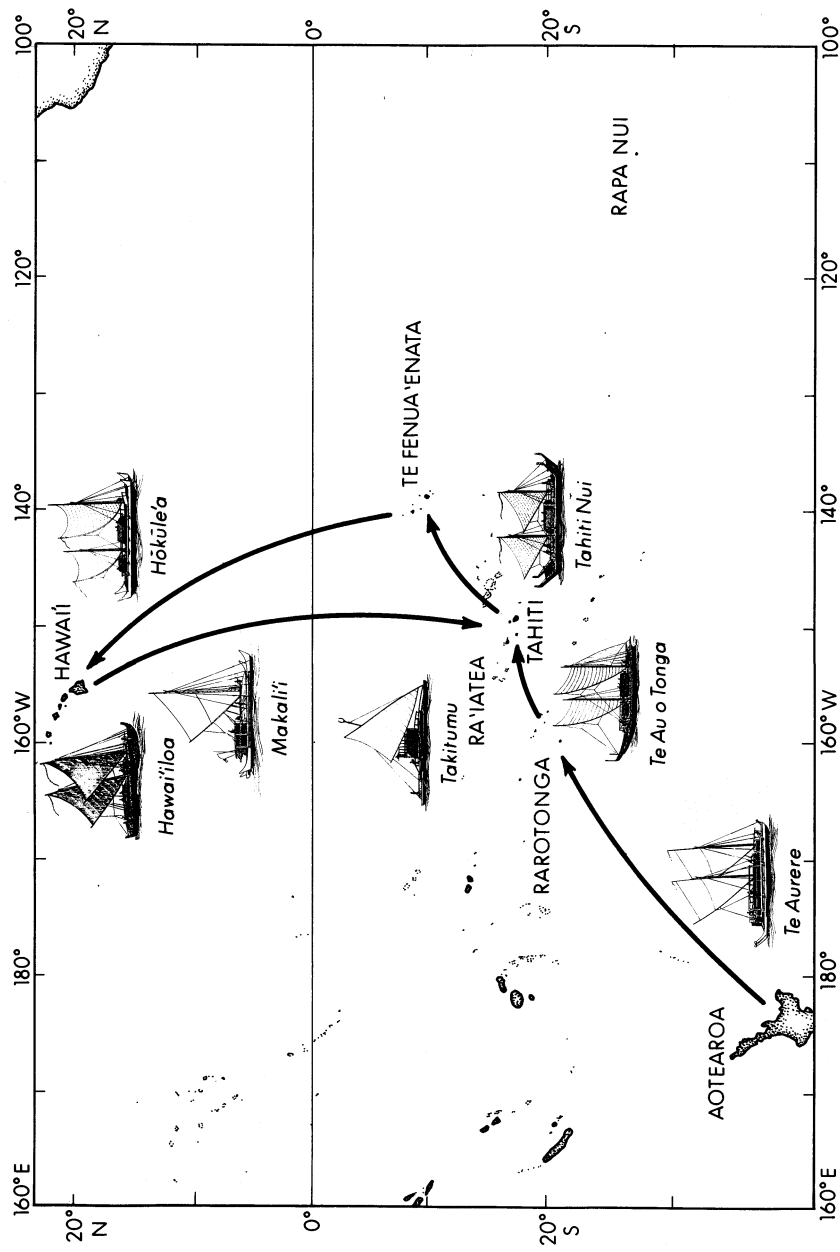 160° E
180°
160° W
140°
120°
100°
20°
N
0°
20°
S
20°
N
0°
20°
S
160° E
180°
160° W
140°
120°
100°
HAWAI'I
Hawai'iloa
Hōkūle'a
Makali'i
Takitumu
TE FENUA'ENATA
RA'IATEA
TAHITI
Tahiti Nui
RAROTONGA
Te Au o Tonga
RAPA NUI
AOTEAROA
Te Aurere